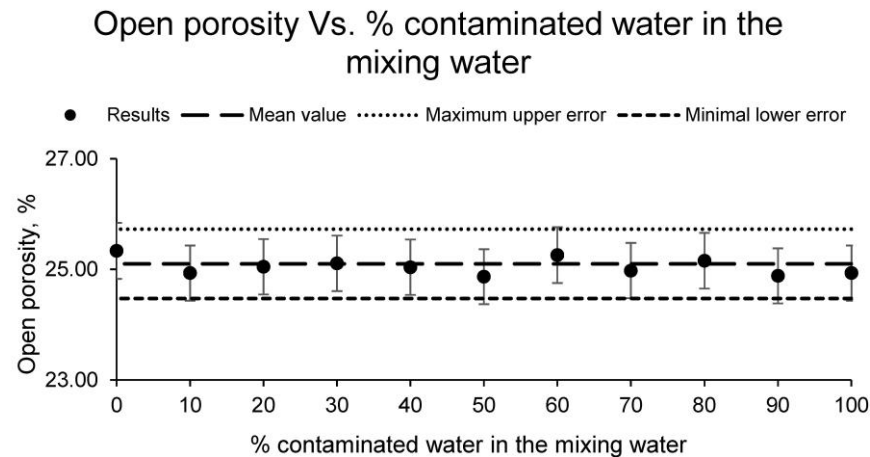 Open porosity Vs. % contaminated water in the
mixing water
Results
Mean value
Maximum upper error
Minimal lower error
Open porosity, %
27.00
25.00
23.00
0 10 20 30 40 50 60 70 80 90 100
% contaminated water in the mixing water